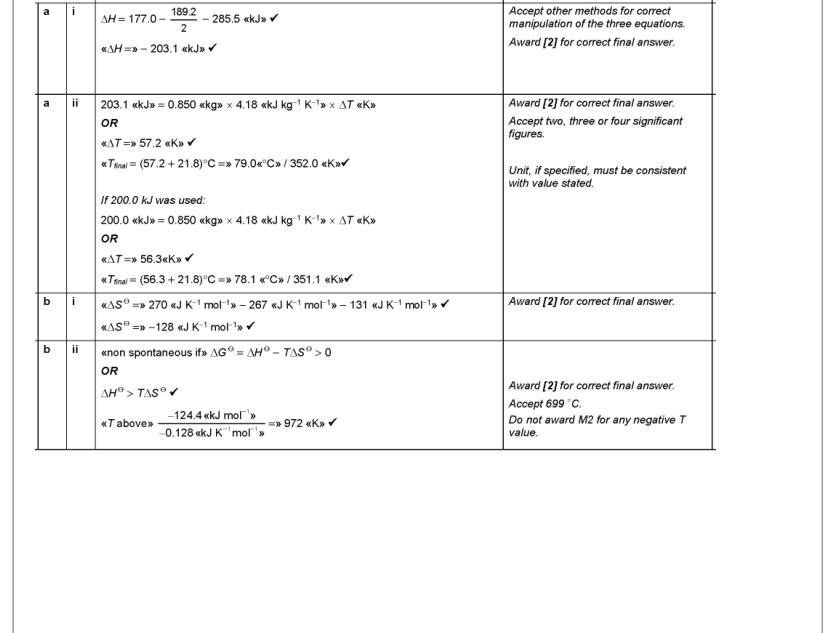 a i ΔH = 177.0 – 189.2/2 – 285.5 «kJ» ✓
«ΔH =» – 203.1 «kJ» ✓
Accept other methods for correct
manipulation of the three equations.
Award [2] for correct final answer.
a ii 203.1 «kJ» = 0.850 «kg» × 4.18 «kJ kg⁻¹ K⁻¹» × ΔT «K»
OR
«ΔT =» 57.2 «K» ✓
«Tfinal = (57.2 + 21.8)°C =» 79.0«°C» / 352.0 «K»✓
If 200.0 kJ was used:
200.0 «kJ» = 0.850 «kg» × 4.18 «kJ kg⁻¹ K⁻¹» × ΔT «K»
OR
«ΔT =» 56.3«K» ✓
«Tfinal = (56.3 + 21.8)°C =» 78.1 «°C» / 351.1 «K»✓
Award [2] for correct final answer.
Accept two, three or four significant
figures.
Unit, if specified, must be consistent
with value stated.
b i «ΔS⊖ =» 270 «J K⁻¹ mol⁻¹» – 267 «J K⁻¹ mol⁻¹» – 131 «J K⁻¹ mol⁻¹» ✓
«ΔS⊖ =» –128 «J K⁻¹ mol⁻¹» ✓
Award [2] for correct final answer.
b ii «non spontaneous if» ΔG⊖ = ΔH⊖ – TΔS⊖ > 0
OR
ΔH⊖ > TΔS⊖ ✓
«T above» –124.4 «kJ mol⁻¹» / –0.128 «kJ K⁻¹ mol⁻¹» =» 972 «K» ✓
Award [2] for correct final answer.
Accept 699 °C.
Do not award M2 for any negative T
value.